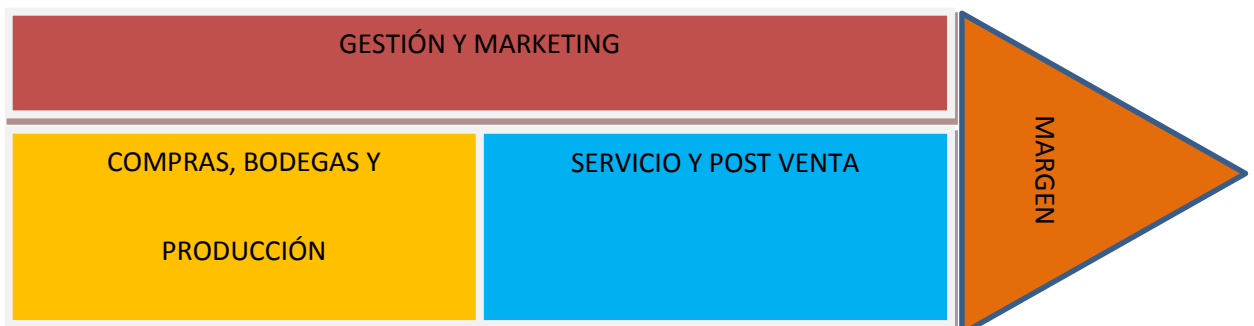 GESTIÓN Y MARKETING
COMPRAS, BODEGAS Y
PRODUCCIÓN
SERVICIO Y POST VENTA
MARGEN